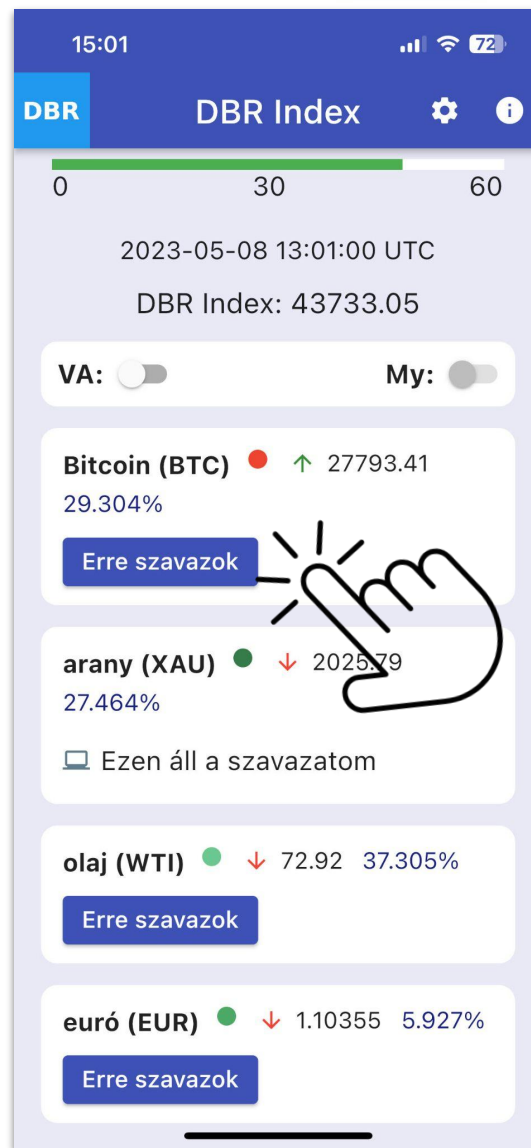 15:01 72
DBR DBR Index
0 30 60
2023-05-08 13:01:00 UTC
DBR Index: 43733.05
VA: My:
Bitcoin (BTC) ↑ 27793.41
29.304%
Erre szavazok
arany (XAU) ↓ 2025.79
27.464%
Ezen áll a szavazatom
olaj (WTI) ↓ 72.92 37.305%
Erre szavazok
euró (EUR) ↓ 1.10355 5.927%
Erre szavazok